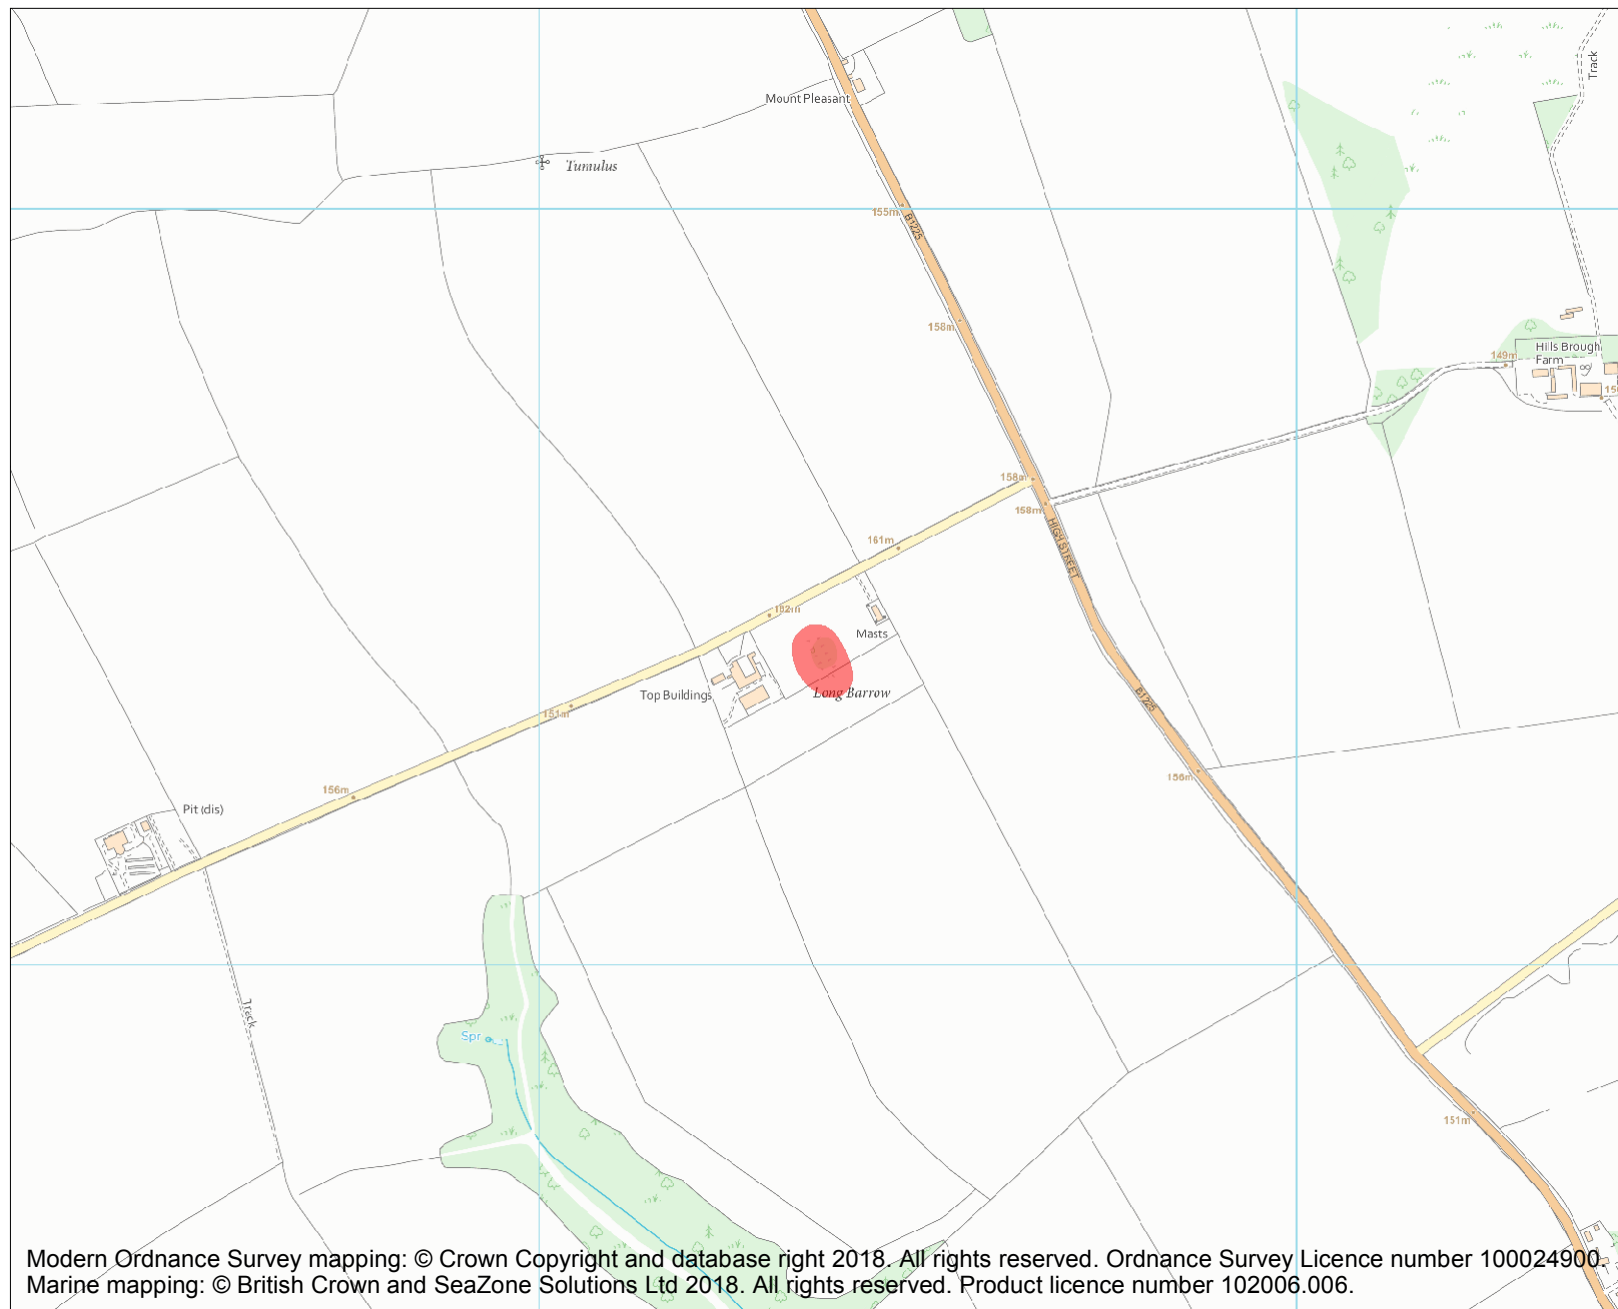 Track
Mount Pleasant
Tumulus
155m
B1225
158m
Hills Brough
Farm
149m
158m
158m
HIGH STREET
161m
Masts
Top Buildings
Long Barrow
B1225
151m
156m
156m
Pit (dis)
Track
Spr
151m
Modern Ordnance Survey mapping: © Crown Copyright and database right 2018. All rights reserved. Ordnance Survey Licence number 100024900.
Marine mapping: © British Crown and SeaZone Solutions Ltd 2018. All rights reserved. Product licence number 102006.006.